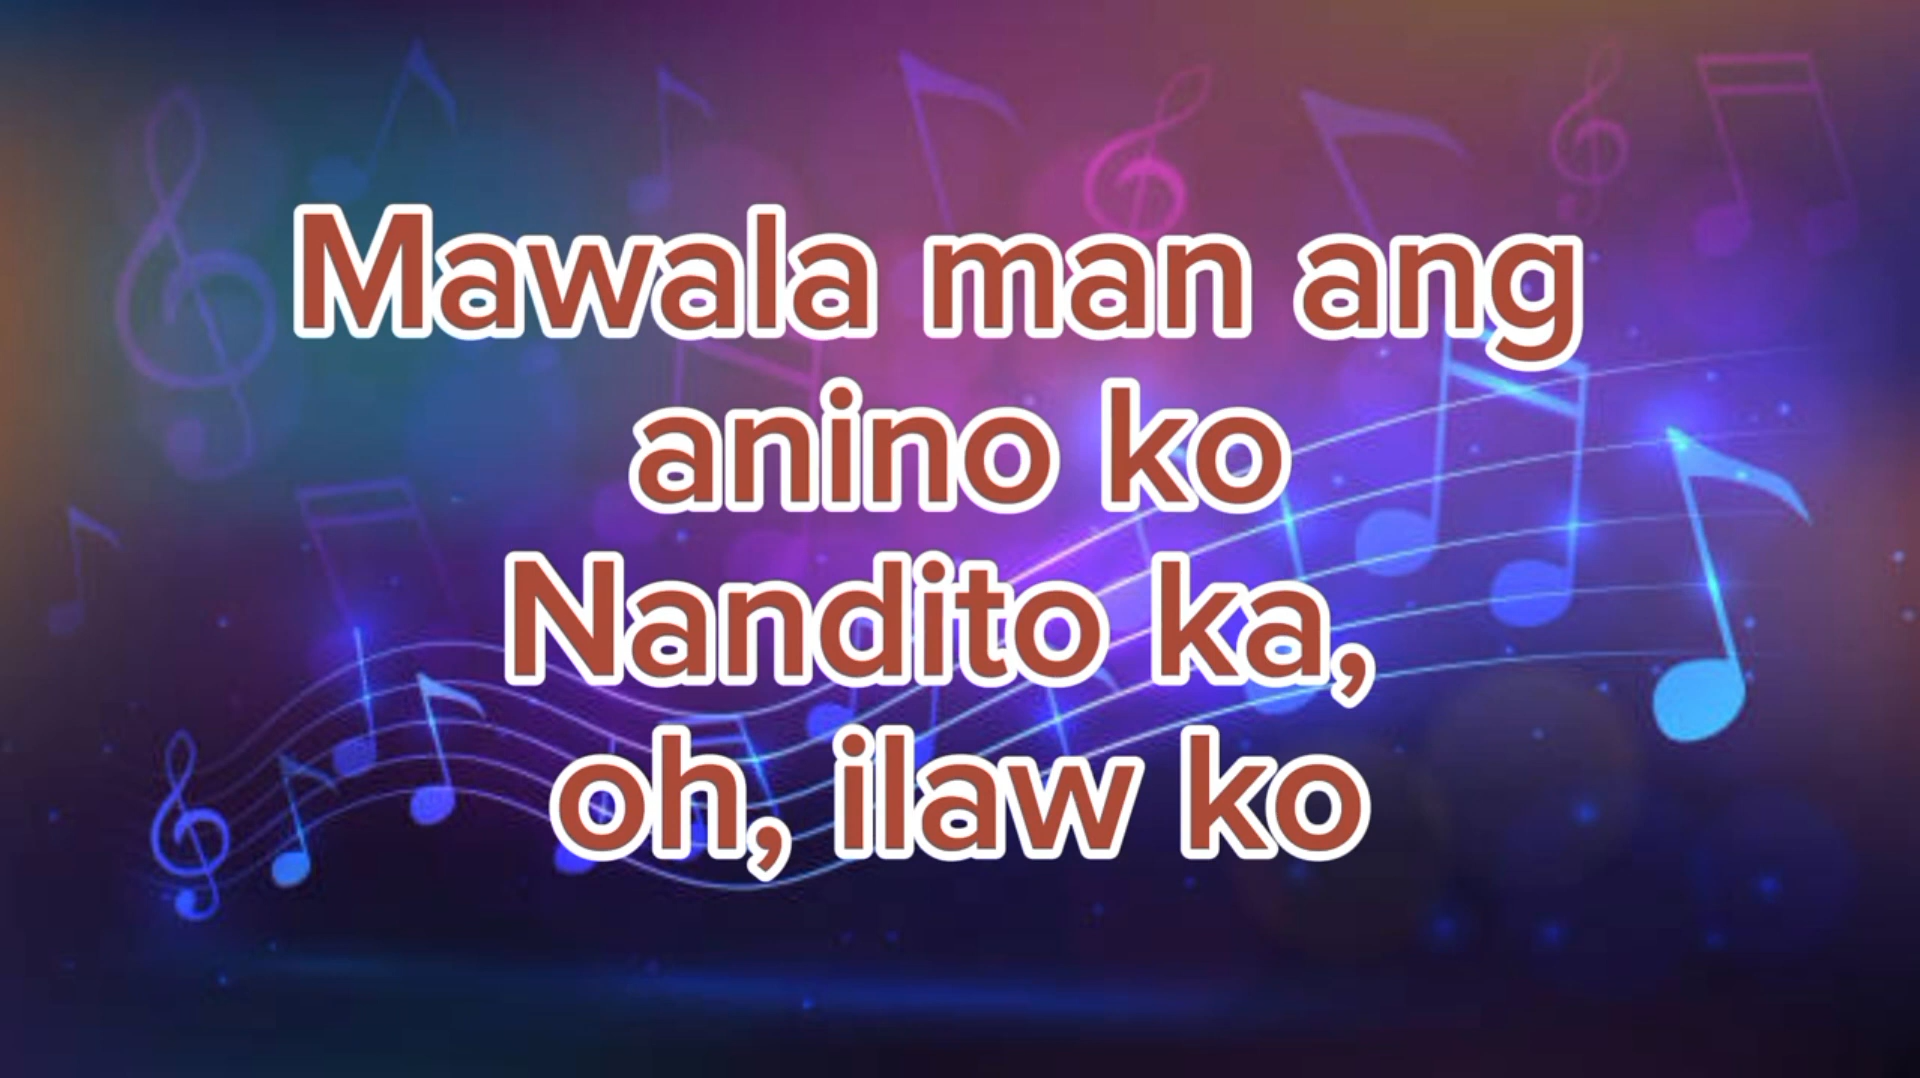 Mawala man ang
anino ko
Nandito ka,
oh, ilaw ko